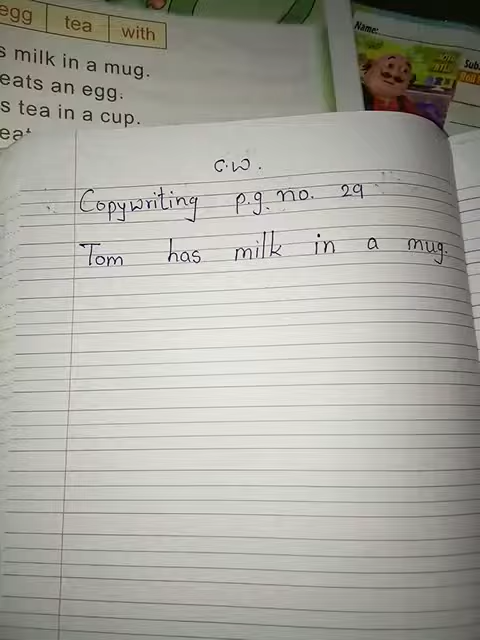 egg tea with
milk in a mug.
eats an egg.
tea in a cup.
Name:
C.W.
Copywriting p.g. no. 29
Tom has milk in a mug.